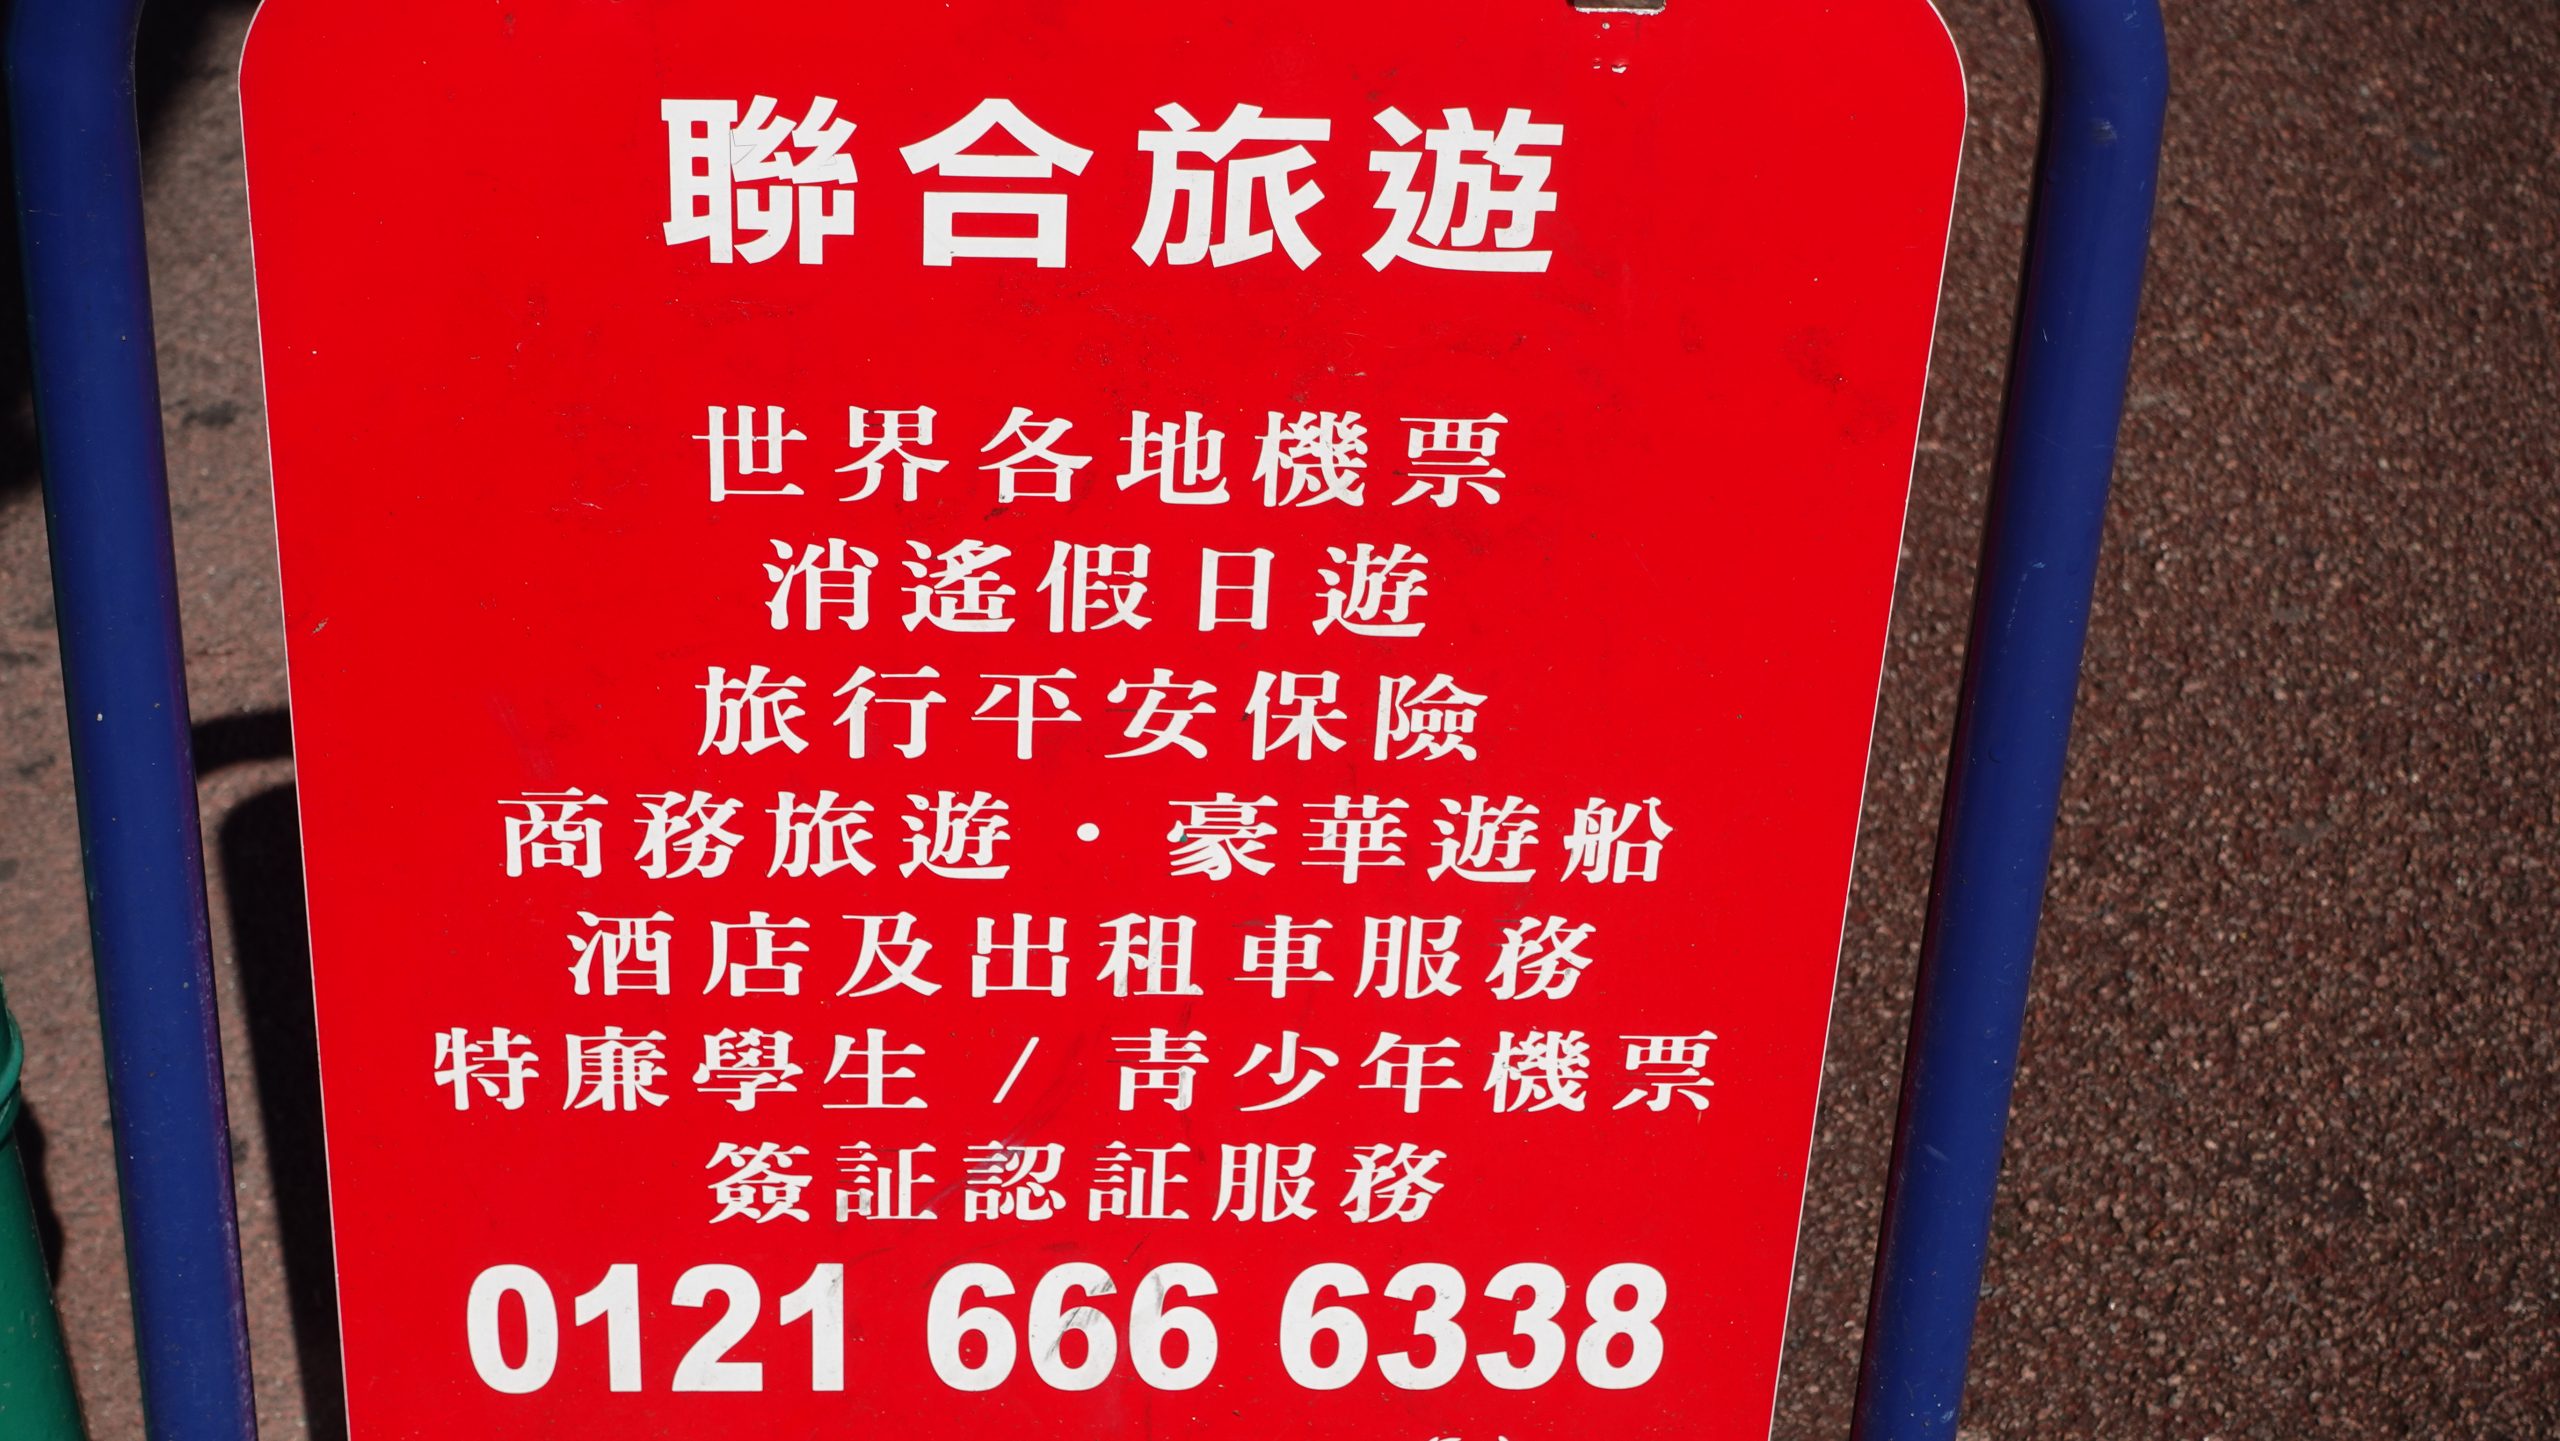 聯合旅遊
世界各地機票
消遙假日遊
旅行平安保險
商務旅遊・豪華遊船
酒店及出租車服務
特廉學生/青少年機票
簽証認証服務
0121 666 6338